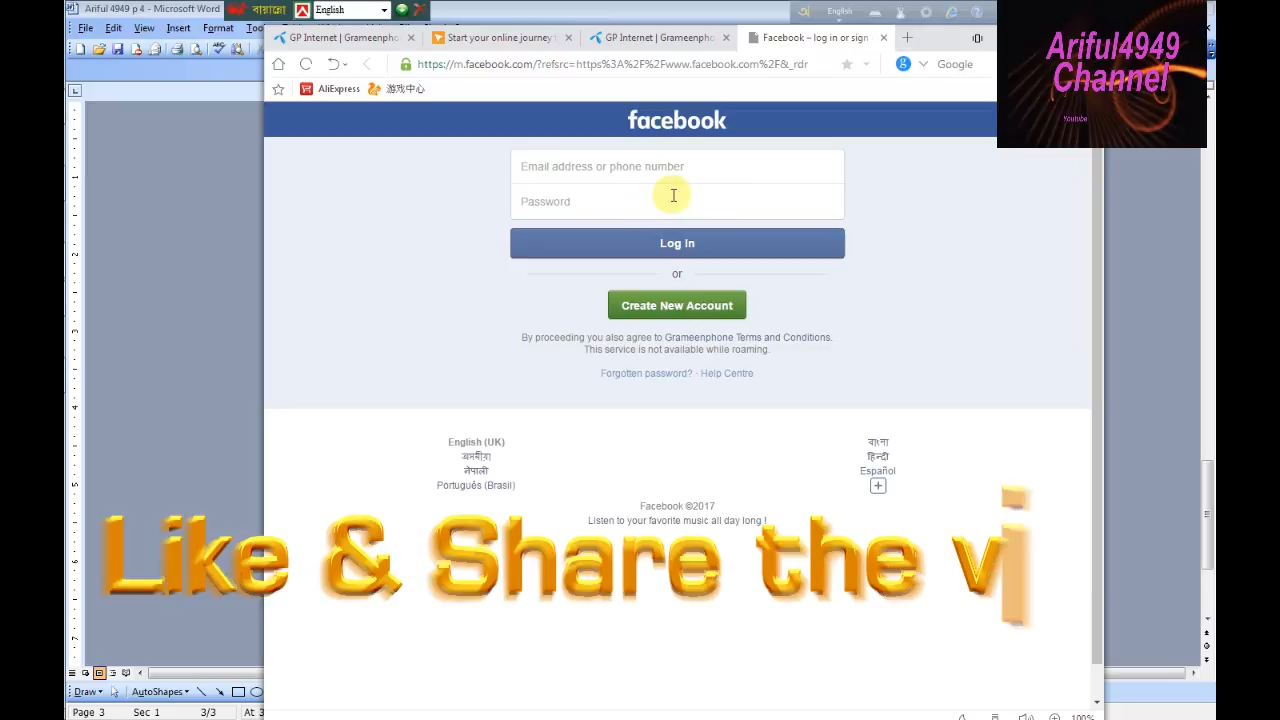 Ariful 4949 p 4 - Microsoft Word
বায়ান্নো
English
English
File Edit View Insert Format
GP Internet | Grameenpho
Start your online journey
GP Internet | Grameenpho
Facebook – log in or sign
https://m.facebook.com/?refsrc=https%3A%2F%2Fwww.facebook.com%2F&_rdr
Google
AliExpress
游戏中心
Ariful4949
Channel
Youtube
facebook
Email address or phone number
Password
Log In
or
Create New Account
By proceeding you also agree to Grameenphone Terms and Conditions.
This service is not available while roaming.
Forgotten password? · Help Centre
English (UK)
অসমীয়া
नेपाली
Português (Brasil)
বাংলা
हिन्दी
Español
Facebook ©2017
Listen to your favorite music all day long !
Like & Share the vi
Draw
AutoShapes
Page 3 Sec 1 3/3 At 3
100%